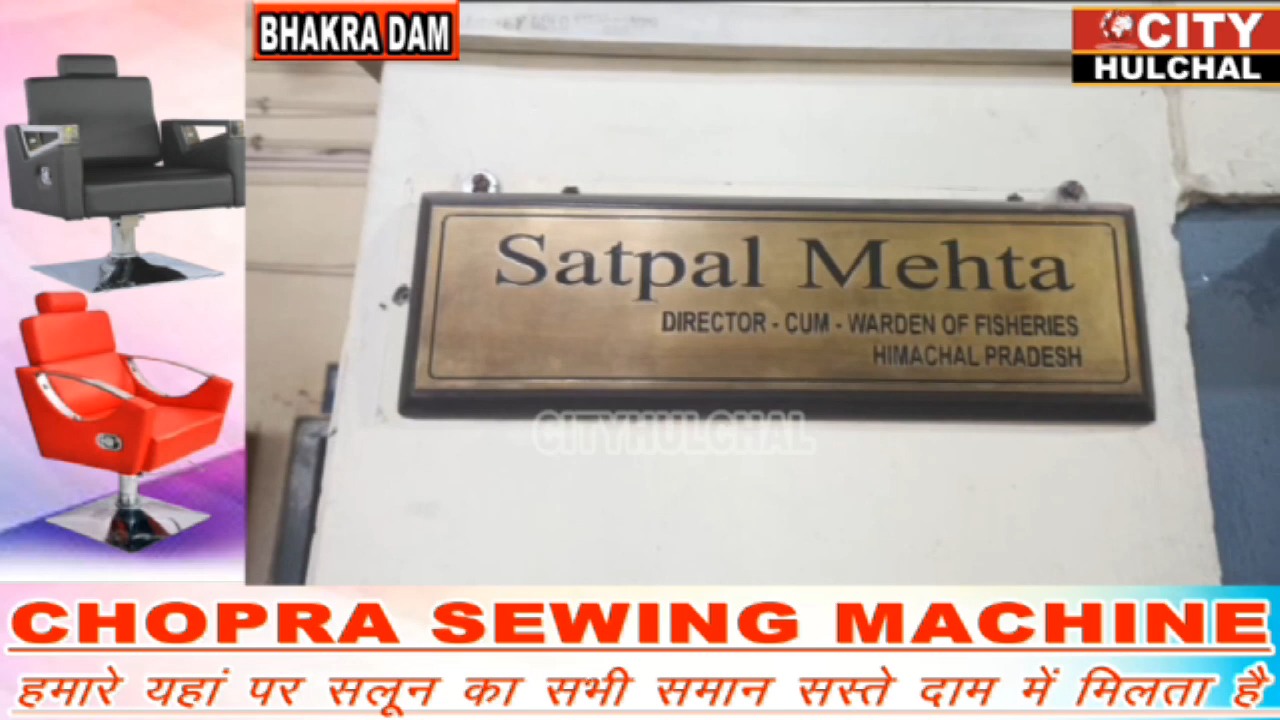 BHAKRA DAM
CITY
HULCHAL
Satpal Mehta
DIRECTOR - CUM - WARDEN OF FISHERIES
HIMACHAL PRADESH
CITYHULCHAL
CHOPRA SEWING MACHINE
हमारे यहां पर सलून का सभी समान सस्ते दाम में मिलता है